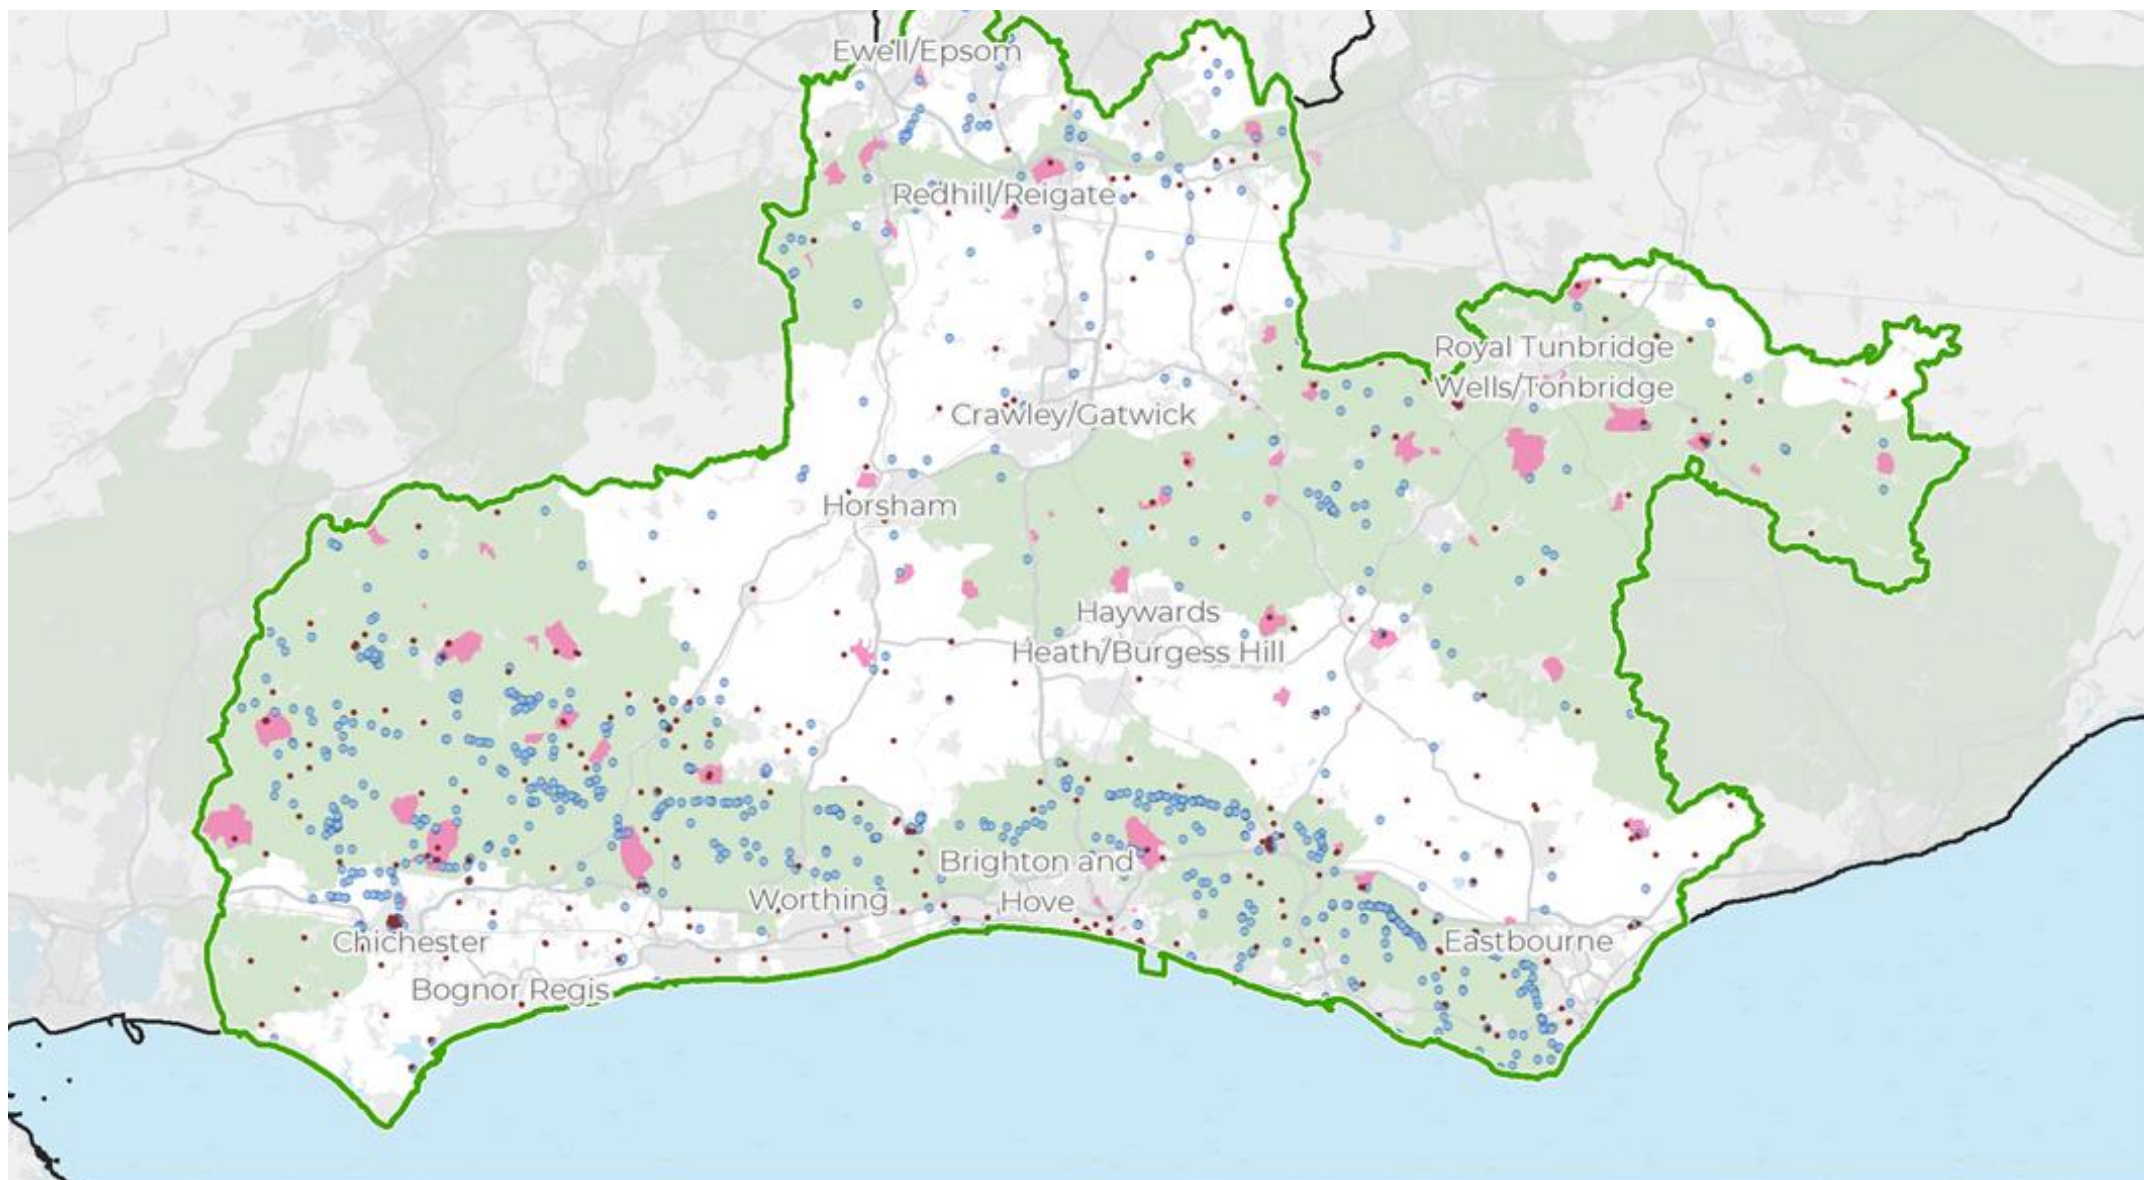 Ewell/Epsom
Redhill/Reigate
Royal Tunbridge
Wells/Tonbridge
Crawley/Gatwick
Horsham
Haywards
Heath/Burgess Hill
Brighton and
Hove
Worthing
Chichester
Eastbourne
Bognor Regis